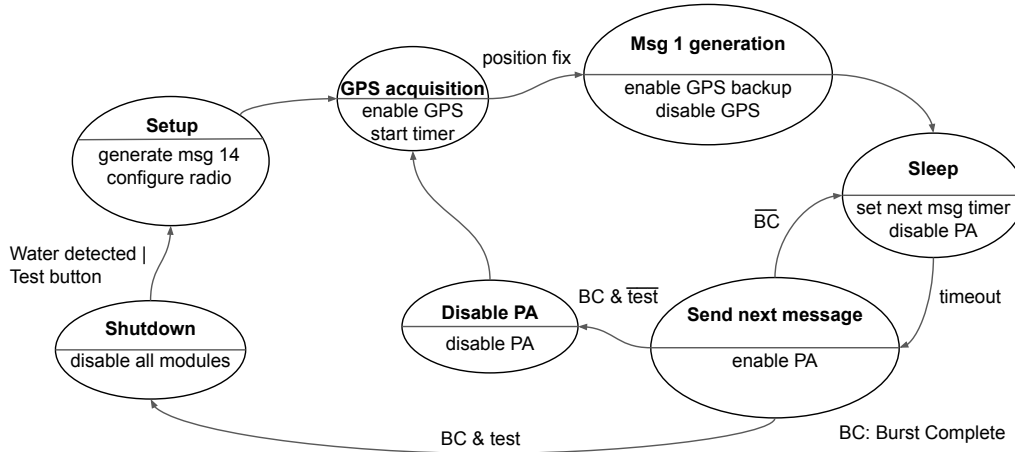 Msg 1 generation
enable GPS backup
disable GPS
position fix
GPS acquisition
enable GPS
start timer
Setup
generate msg 14
configure radio
Sleep
set next msg timer
disable PA
B̅C̅
Water detected |
Test button
BC & t̅e̅s̅t̅
timeout
Disable PA
disable PA
Send next message
enable PA
Shutdown
disable all modules
BC & test
BC: Burst Complete